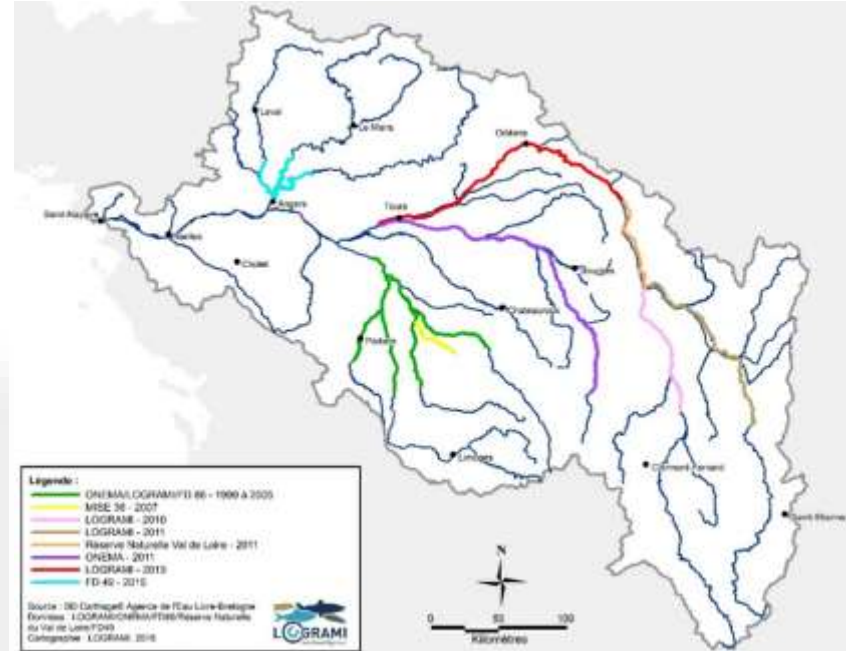 Laval
Le Mans
Orléans
Angers
Tours
Saint-Nazaire
Nantes
Cholet
Bourges
Chateauroux
Poitiers
Limoges
Clermont-Ferrand
Saint-Etienne
Légende :
ONEMA/LOGRAMI/FD 86 - 1999 à 2005
MISE 36 - 2007
LOGRAMI - 2010
LOGRAMI - 2011
Réserve Naturelle Val de Loire - 2011
ONEMA - 2011
LOGRAMI - 2013
FD 49 - 2015
Source : BD Carthage® Agence de l'Eau Loire-Bretagne
Données : LOGRAMI/ONEMA/FD86/Réserve Naturelle
du Val de Loire/FD49
Cartographie : LOGRAMI, 2016
LOGRAMI
N
0 50 100
Kilomètres